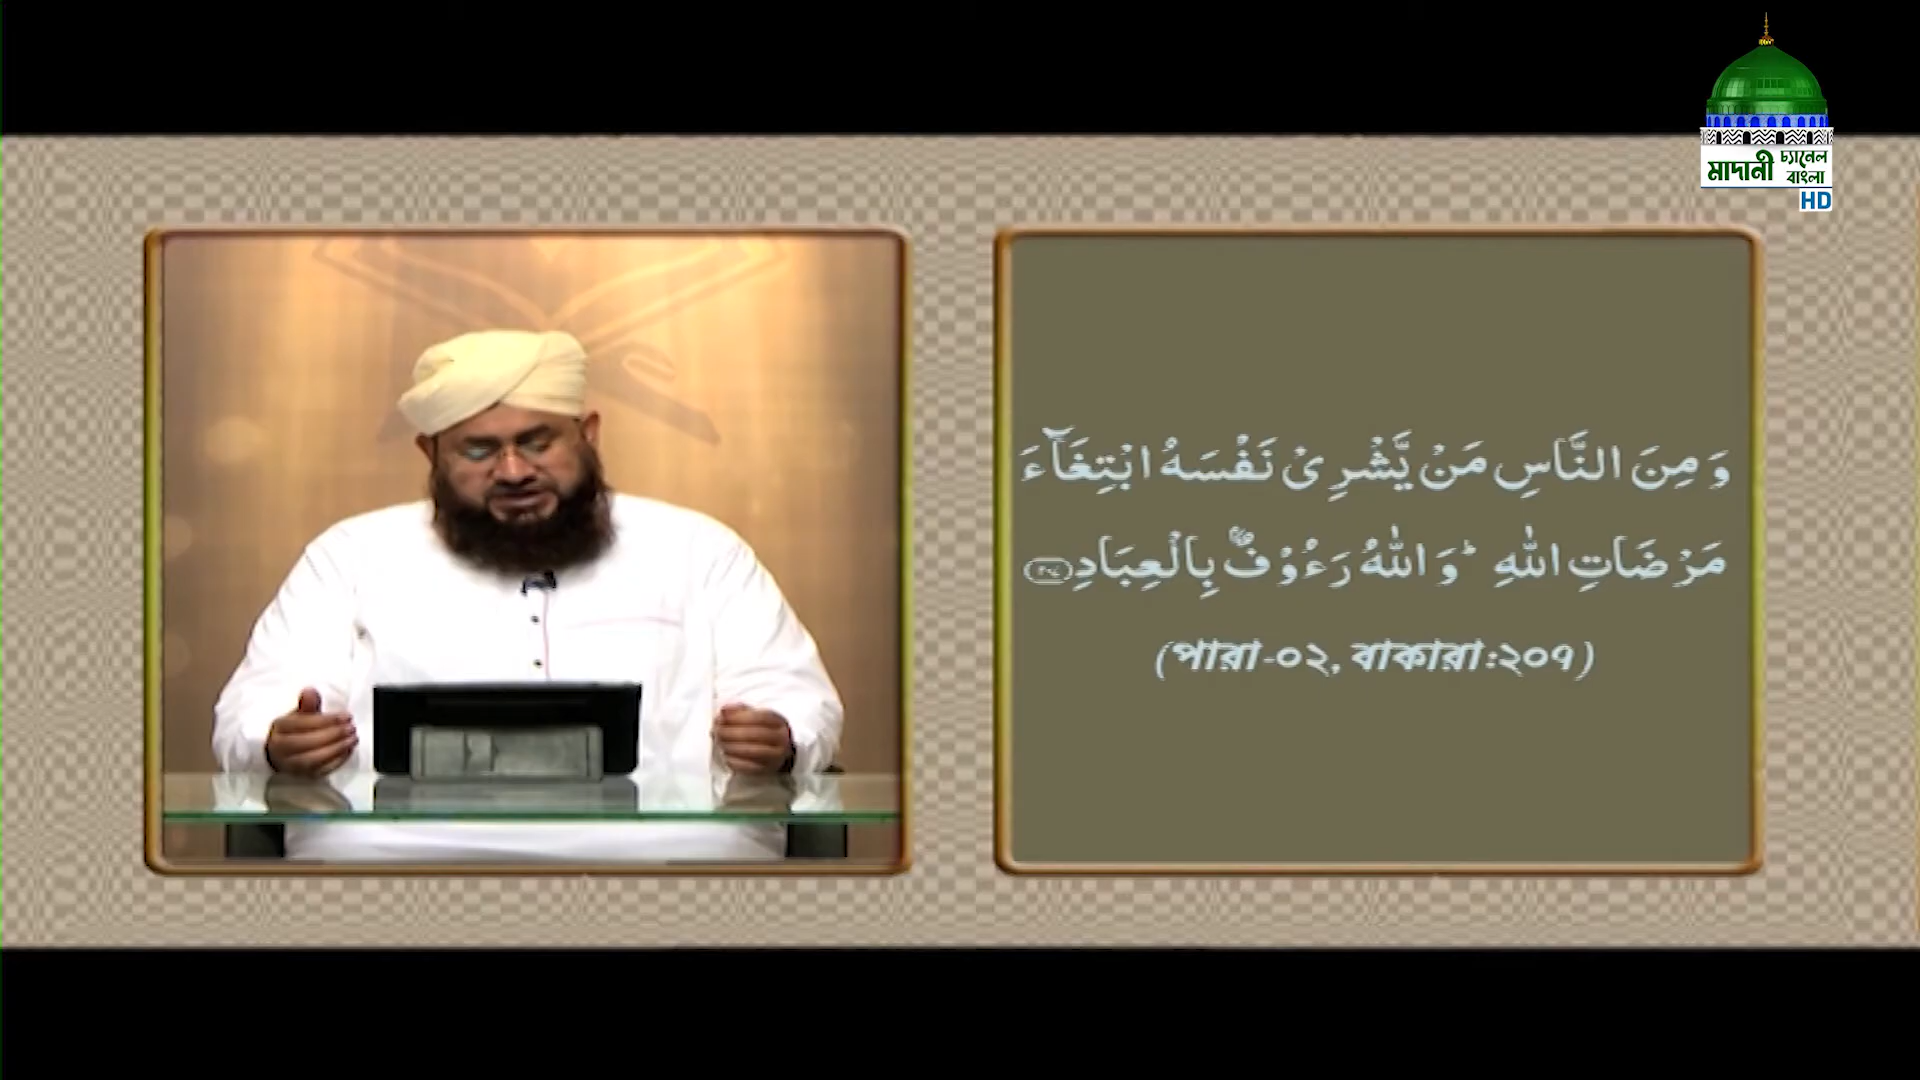 মাদানী চ্যানেল বাংলা
HD
وَ مِنَ النَّاسِ مَنْ یَّشْرِیْ نَفْسَهُ ابْتِغَآءَ
مَرْضَاتِ اللّٰهِ ؕ وَ اللّٰهُ رَءُوْفٌۢ بِالْعِبَادِ
(পারা-০২, বাকারা:২০৭)